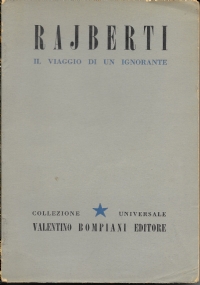 RAJBERTI
IL VIAGGIO DI UN IGNORANTE
COLLEZIONE UNIVERSALE
VALENTINO BOMPIANI EDITORE